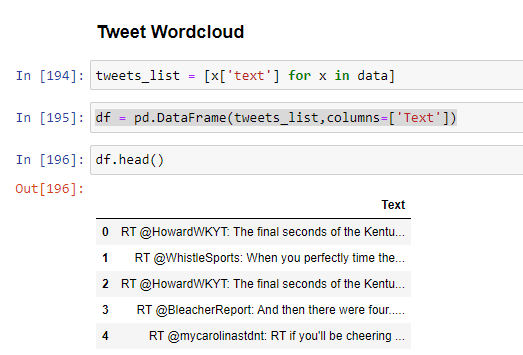 Tweet Wordcloud
In [194]: tweets_list = [x['text'] for x in data]
In [195]: df = pd.DataFrame(tweets_list,columns=['Text'])
In [196]: df.head()
Out[196]:
Text
0 RT @HowardWKYT: The final seconds of the Kentu...
1 RT @WhistleSports: When you perfectly time the...
2 RT @HowardWKYT: The final seconds of the Kentu...
3 RT @BleacherReport: And then there were four.....
4 RT @mycarolinastdnt: RT if you'll be cheering ...